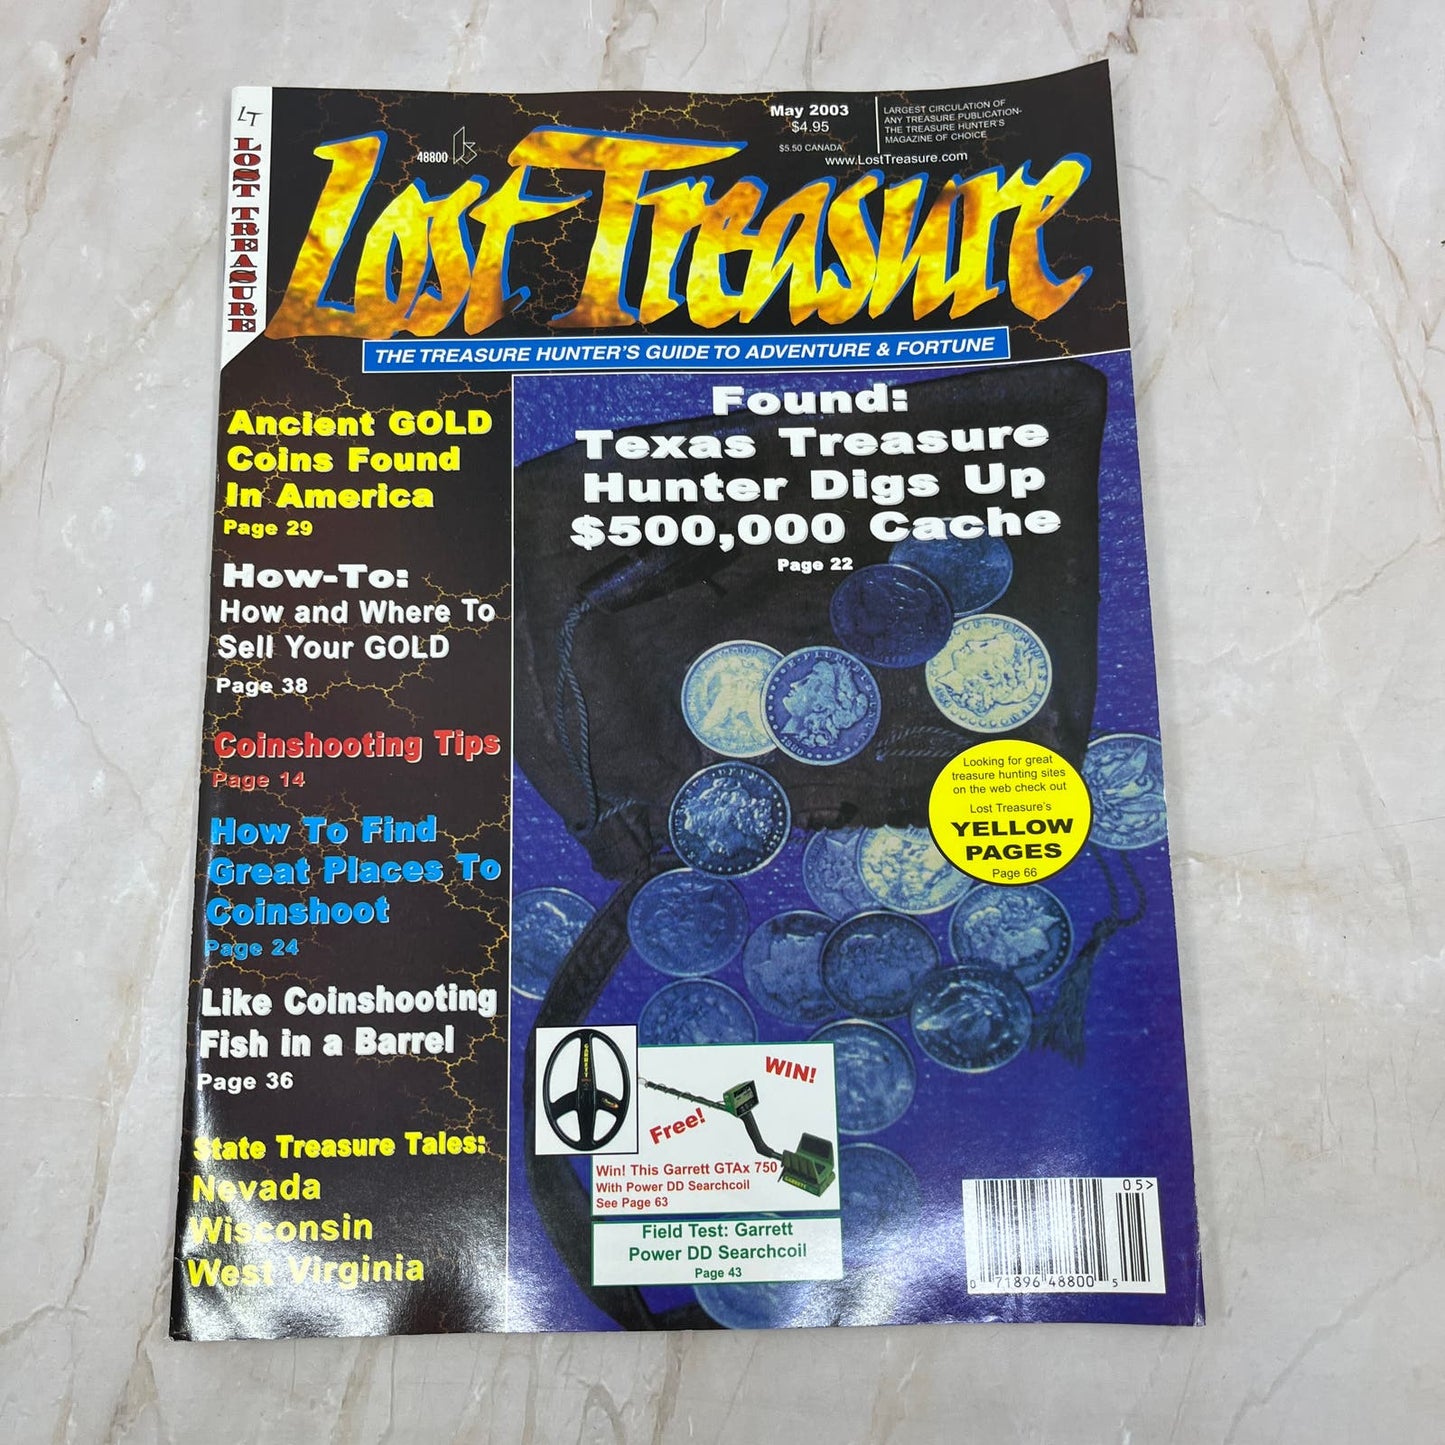 LT
LOST TREASURE
48800
May 2003
$4.95
$5.50 CANADA
LARGEST CIRCULATION OF
ANY TREASURE PUBLICATION-
THE TREASURE HUNTER'S
MAGAZINE OF CHOICE
www.LostTreasure.com
Lost Treasure
THE TREASURE HUNTER'S GUIDE TO ADVENTURE & FORTUNE
Ancient GOLD
Coins Found
In America
Page 29
How-To:
How and Where To
Sell Your GOLD
Page 38
Coinshooting Tips
Page 14
How To Find
Great Places To
Coinshoot
Page 24
Like Coinshooting
Fish in a Barrel
Page 36
State Treasure Tales:
Nevada
Wisconsin
West Virginia
Found:
Texas Treasure
Hunter Digs Up
$500,000 Cache
Page 22
Looking for great
treasure hunting sites
on the web check out
Lost Treasure's
YELLOW
PAGES
Page 66
GARRETT
WIN!
Free!
Win! This Garrett GTAx 750
With Power DD Searchcoil
See Page 63
Field Test: Garrett
Power DD Searchcoil
Page 43
05>
0 71896 48800 5